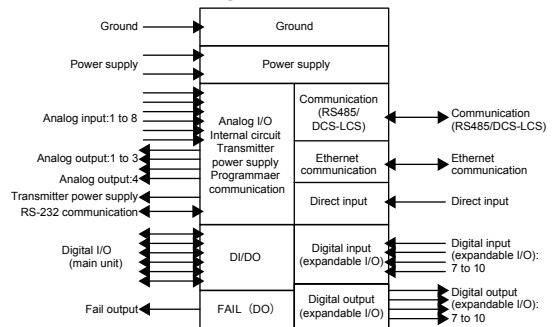 Ground
Ground
Power supply
Power supply
Analog input:1 to 8
Analog output:1 to 3
Analog output:4
Transmitter power supply
RS-232 communication
Analog I/O
Internal circuit
Transmitter
power supply
Programmaer
communication
Communication
(RS485/
DCS-LCS)
Communication
(RS485/DCS-LCS)
Ethernet
communication
Ethernet
communication
Direct input
Direct input
Digital I/O
(main unit)
DI/DO
Digital input
(expandable I/O)
Digital input
(expandable I/O):
7 to 10
Fail output
FAIL (DO)
Digital output
(expandable I/O)
Digital output
(expandable I/O):
7 to 10